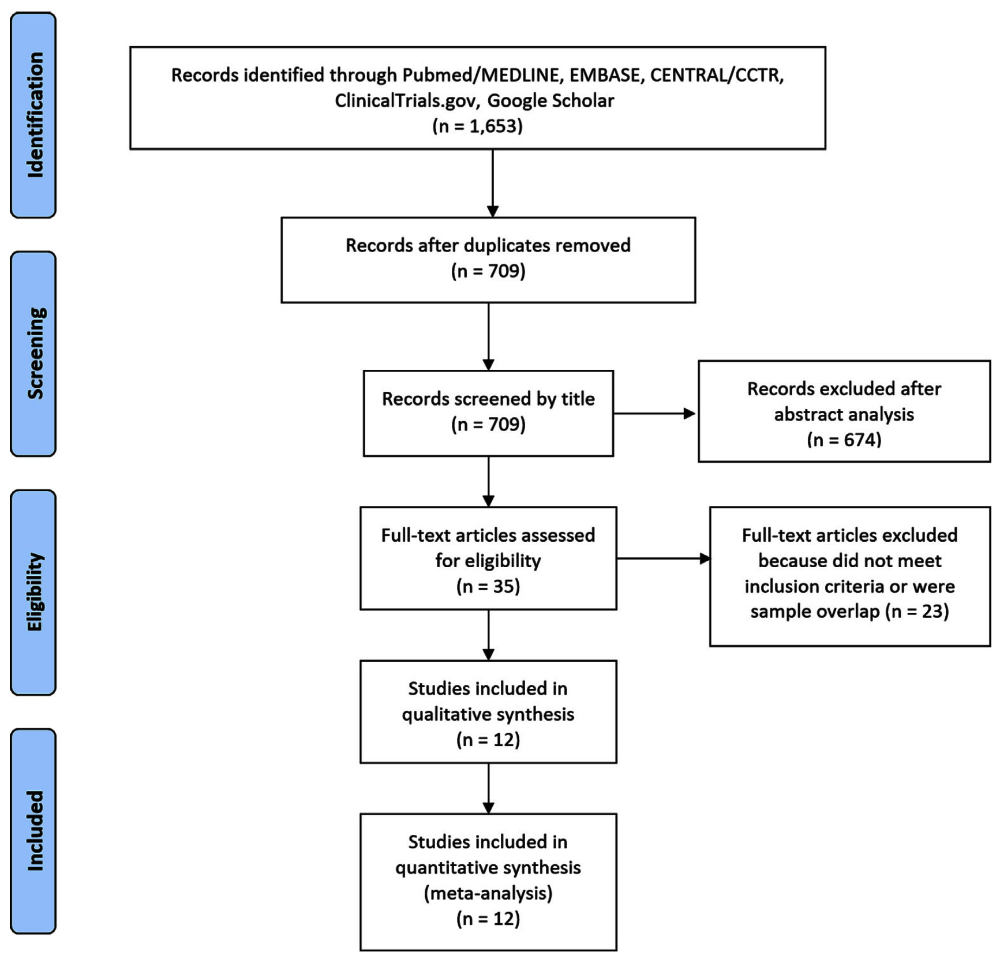 Identification
Records identified through Pubmed/MEDLINE, EMBASE, CENTRAL/CCTR,
ClinicalTrials.gov, Google Scholar
(n = 1,653)
Records after duplicates removed
(n = 709)
Screening
Records screened by title
(n = 709)
Records excluded after
abstract analysis
(n = 674)
Eligibility
Full-text articles assessed
for eligibility
(n = 35)
Full-text articles excluded
because did not meet
inclusion criteria or were
sample overlap (n = 23)
Studies included in
qualitative synthesis
(n = 12)
Included
Studies included in
quantitative synthesis
(meta-analysis)
(n = 12)